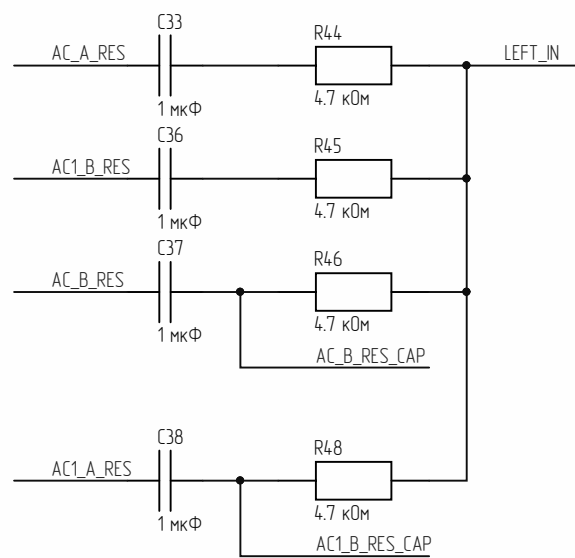 C33
R44
AC_A_RES
LEFT_IN
1 мкФ
4.7 кОм
C36
R45
AC1_B_RES
1 мкФ
4.7 кОм
C37
R46
AC_B_RES
1 мкФ
4.7 кОм
AC_B_RES_CAP
C38
R48
AC1_A_RES
1 мкФ
4.7 кОм
AC1_B_RES_CAP